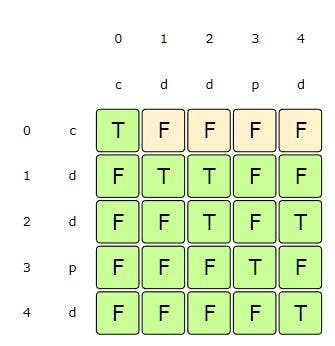 0 1 2 3 4
c d d p d
0 c T F F F F
1 d F T T F F
2 d F F T F T
3 p F F F T F
4 d F F F F T